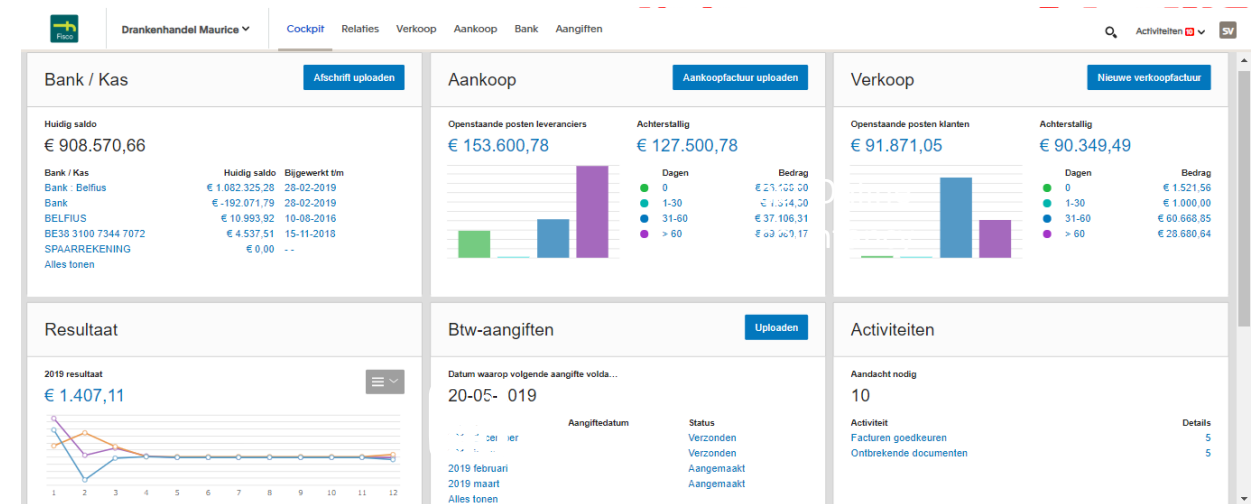 Fisco
Drankenhandel Maurice
Cockpit Relaties Verkoop Aankoop Bank Aangiften
Activiteiten 10
SV
Bank / Kas
Afschrift uploaden
Huidig saldo
€ 908.570,66
Bank / Kas Huidig saldo Bijgewerkt t/m
Bank : Belfius € 1.082.325,28 28-02-2019
Bank € -192.071,79 28-02-2019
BELFIUS € 10.993,92 10-08-2016
BE38 3100 7344 7072 € 4.537,51 15-11-2018
SPAARREKENING € 0,00 - -
Alles tonen
Aankoop
Aankoopfactuur uploaden
Openstaande posten leveranciers Achterstallig
€ 153.600,78 € 127.500,78
Dagen Bedrag
0
1-30
31-60 € 37.106,31
> 60
Verkoop
Nieuwe verkoopfactuur
Openstaande posten klanten Achterstallig
€ 91.871,05 € 90.349,49
Dagen Bedrag
0 € 1.521,56
1-30 € 1.000,00
31-60 € 60.668,85
> 60 € 28.680,64
Resultaat
2019 resultaat
€ 1.407,11
1 2 3 4 5 6 7 8 9 10 11 12
Btw-aangiften
Uploaden
Datum waarop volgende aangifte volda...
20-05- 019
Aangiftedatum Status
Verzonden
Verzonden
2019 februari Aangemaakt
2019 maart Aangemaakt
Alles tonen
Activiteiten
Aandacht nodig
10
Activiteit Details
Facturen goedkeuren 5
Ontbrekende documenten 5